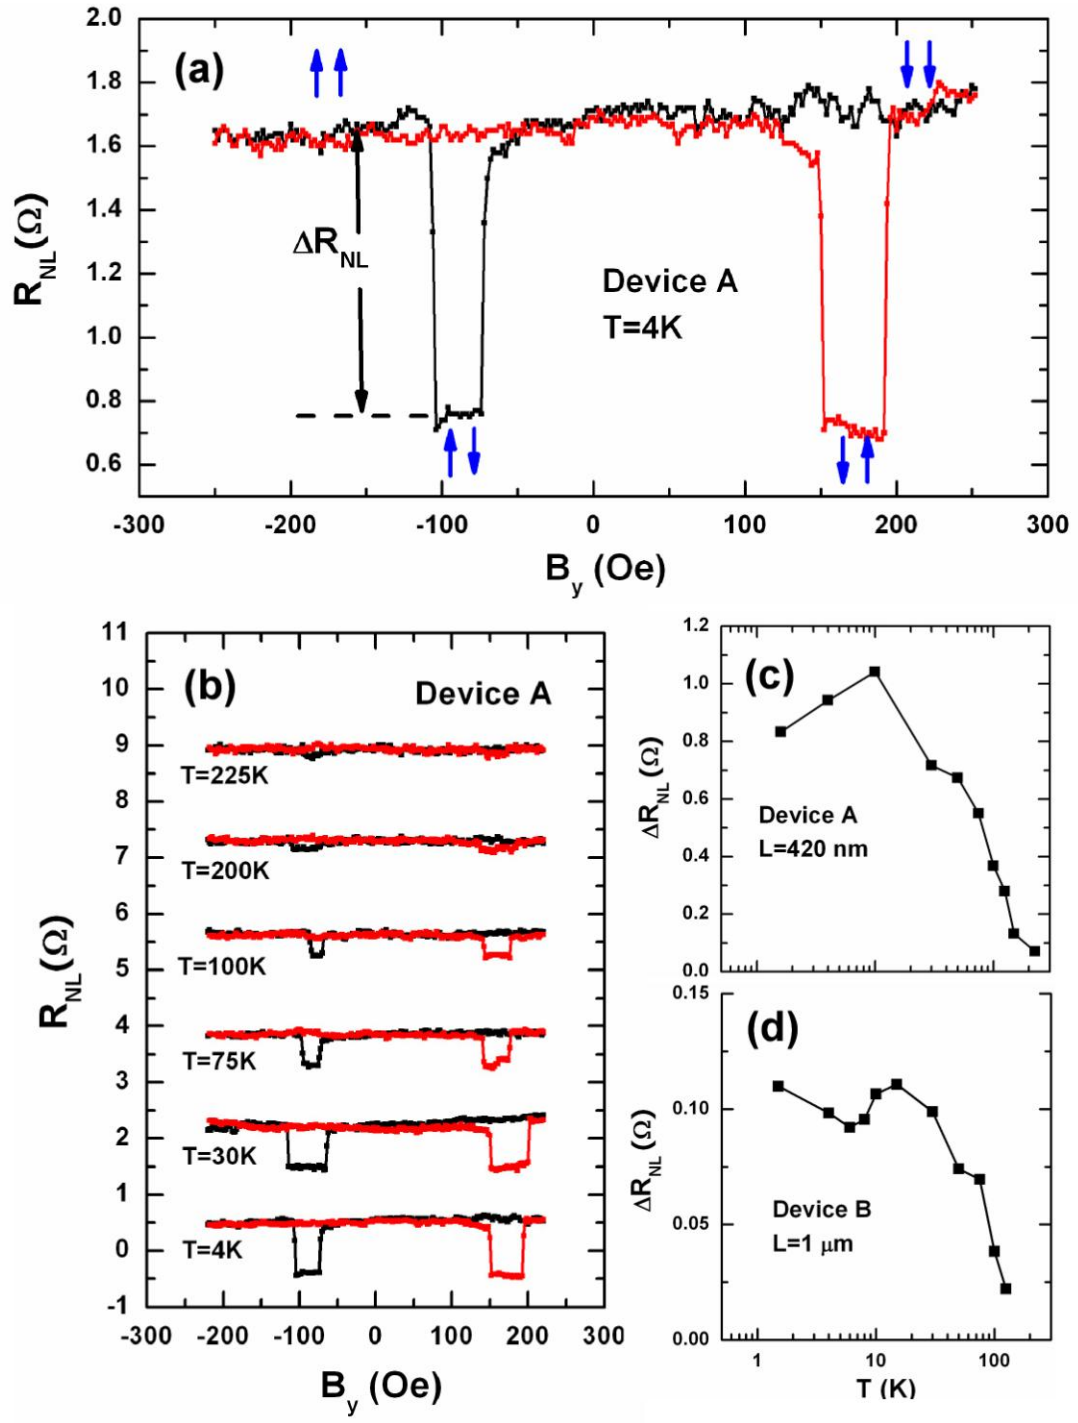 2.0
1.8
1.6
1.4
1.2
1.0
0.8
0.6
R_NL(Ω)
(a)
ΔR_NL
Device A
T=4K
-300 -200 -100 0 100 200 300
B_y (Oe)
11
10
9
8
7
6
5
4
3
2
1
0
-1
R_NL(Ω)
(b)
Device A
T=225K
T=200K
T=100K
T=75K
T=30K
T=4K
-300 -200 -100 0 100 200 300
B_y (Oe)
1.2
1.0
0.8
0.6
0.4
0.2
0.0
ΔR_NL(Ω)
(c)
Device A
L=420 nm
0.15
0.10
0.05
0.00
ΔR_NL(Ω)
(d)
Device B
L=1 μm
1 10 100
T (K)